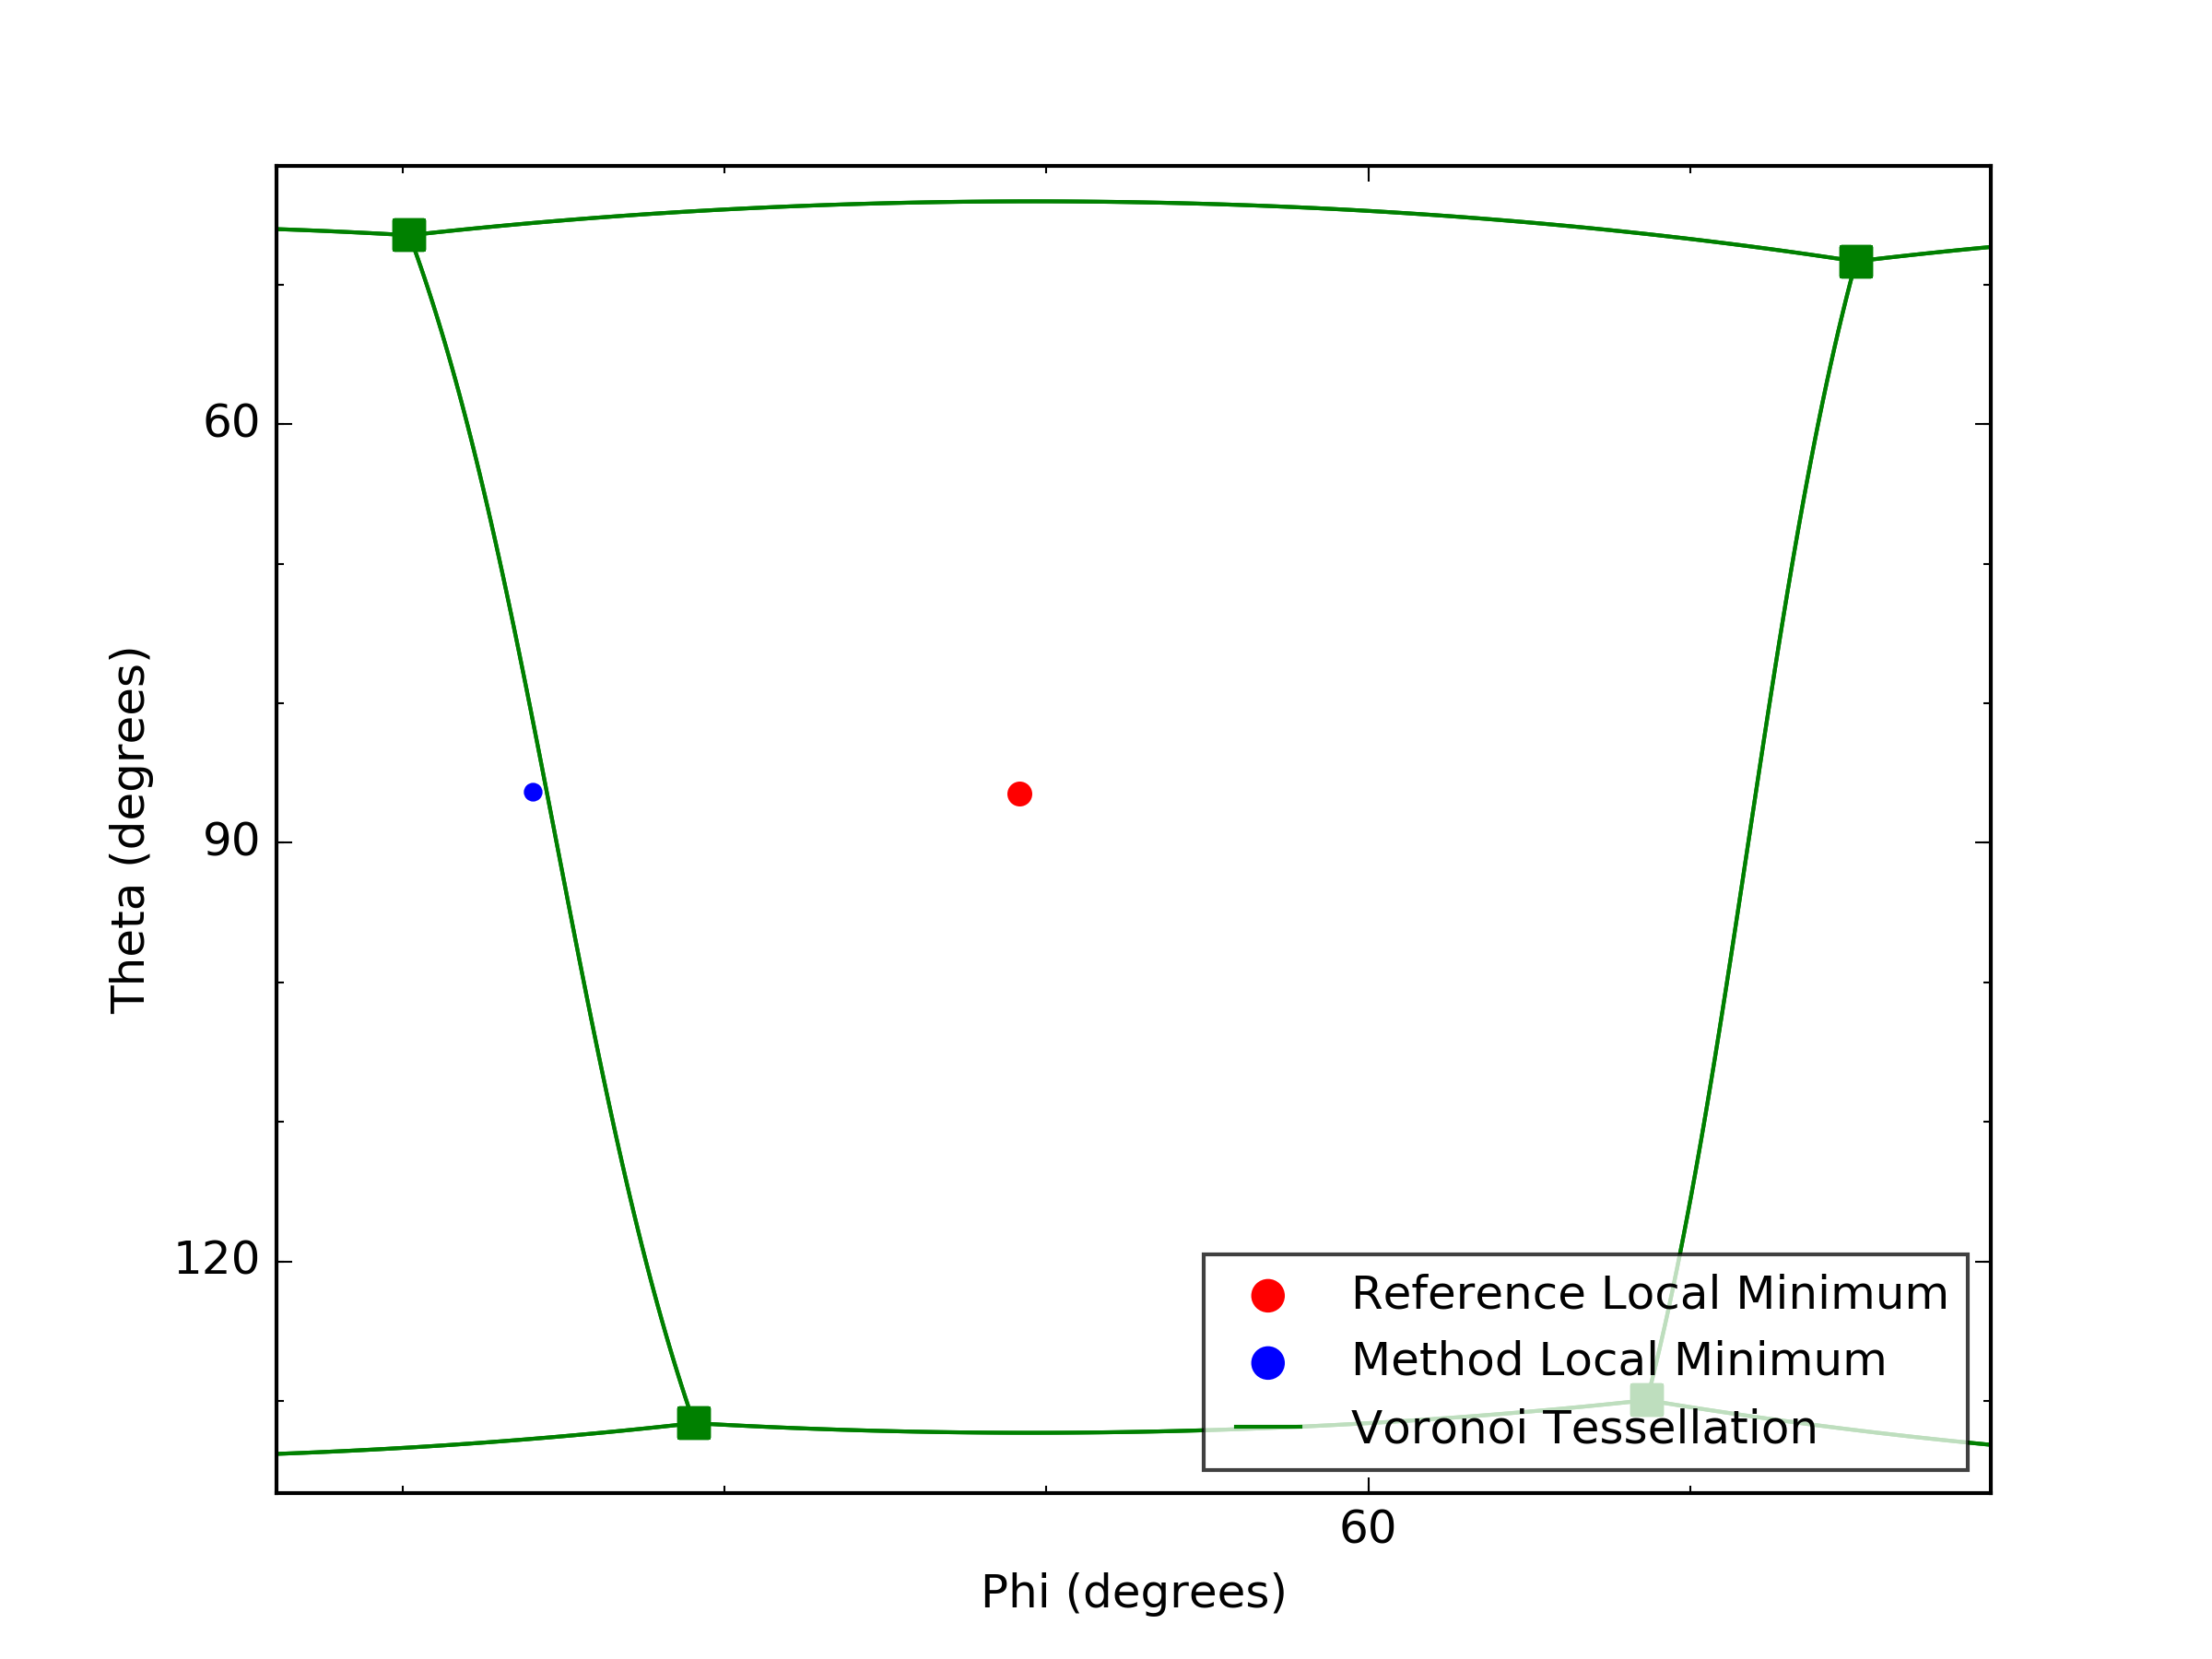 60
90
120
Theta (degrees)
Reference Local Minimum
Method Local Minimum
Voronoi Tessellation
60
Phi (degrees)